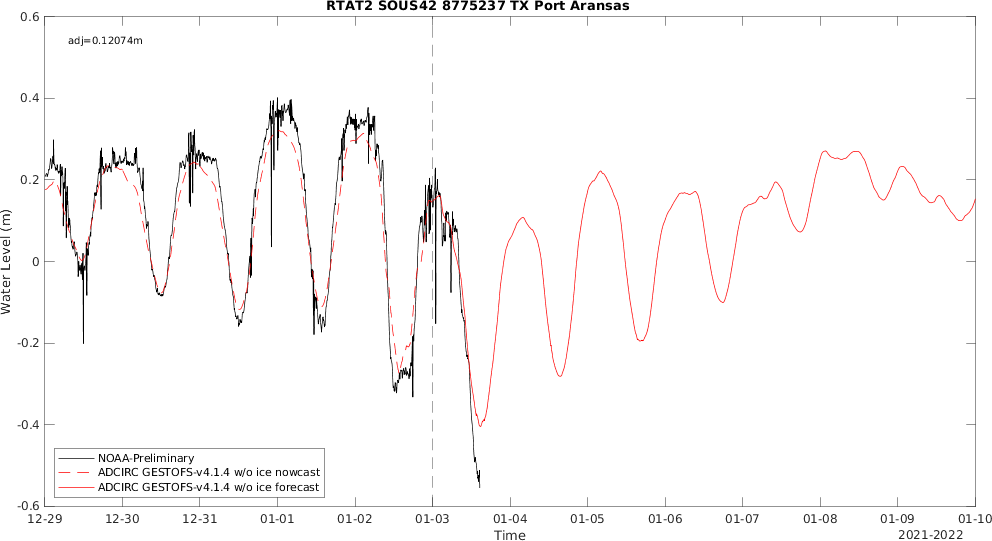 RTAT2 SOUS42 8775237 TX Port Aransas
adj=0.12074m
0.6
0.4
0.2
0
-0.2
-0.4
-0.6
Water Level (m)
NOAA-Preliminary
ADCIRC GESTOFS-v4.1.4 w/o ice nowcast
ADCIRC GESTOFS-v4.1.4 w/o ice forecast
12-29 12-30 12-31 01-01 01-02 01-03 01-04 01-05 01-06 01-07 01-08 01-09 01-10
Time
2021-2022